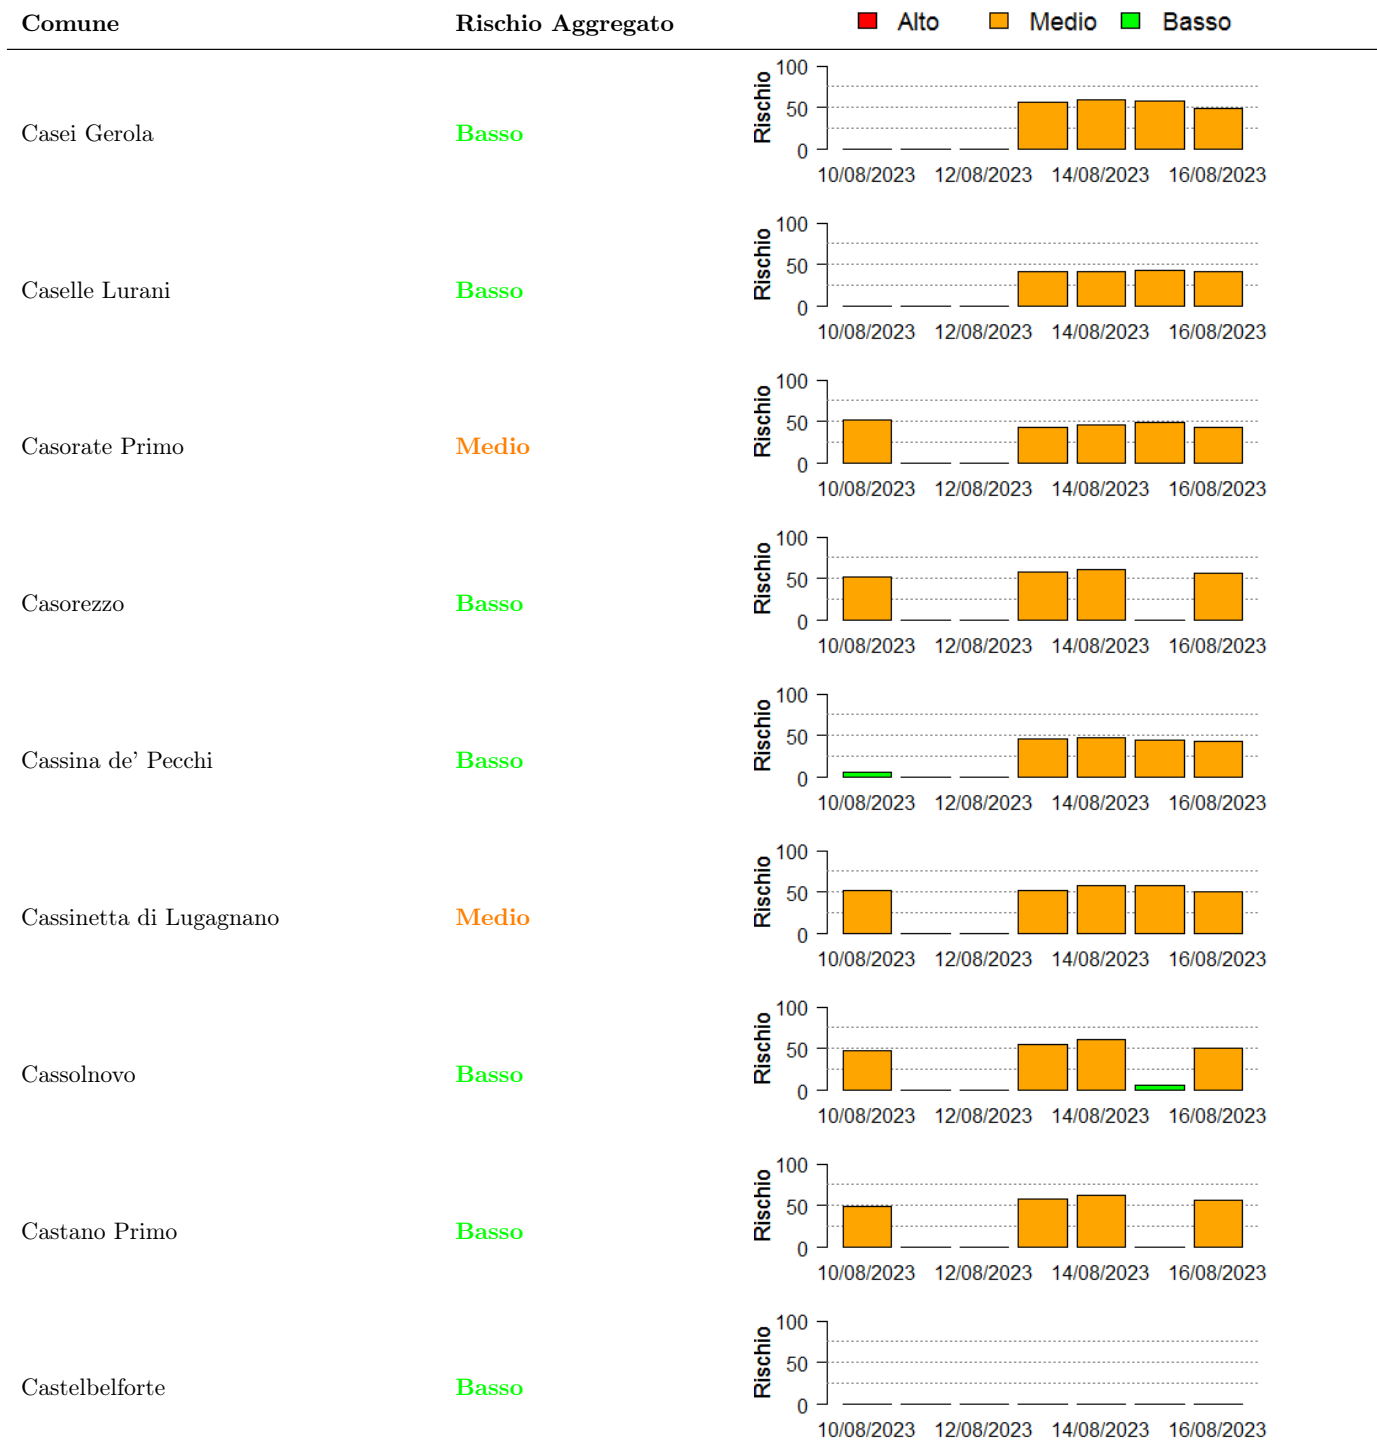 Comune Rischio Aggregato Alto Medio Basso
100
50
0
Rischio
Casei Gerola Basso
10/08/2023 12/08/2023 14/08/2023 16/08/2023
100
50
0
Rischio
Caselle Lurani Basso
10/08/2023 12/08/2023 14/08/2023 16/08/2023
100
50
0
Rischio
Casorate Primo Medio
10/08/2023 12/08/2023 14/08/2023 16/08/2023
100
50
0
Rischio
Casorezzo Basso
10/08/2023 12/08/2023 14/08/2023 16/08/2023
100
50
0
Rischio
Cassina de' Pecchi Basso
10/08/2023 12/08/2023 14/08/2023 16/08/2023
100
50
0
Rischio
Cassinetta di Lugagnano Medio
10/08/2023 12/08/2023 14/08/2023 16/08/2023
100
50
0
Rischio
Cassolnovo Basso
10/08/2023 12/08/2023 14/08/2023 16/08/2023
100
50
0
Rischio
Castano Primo Basso
10/08/2023 12/08/2023 14/08/2023 16/08/2023
100
50
0
Rischio
Castelbelforte Basso
10/08/2023 12/08/2023 14/08/2023 16/08/2023